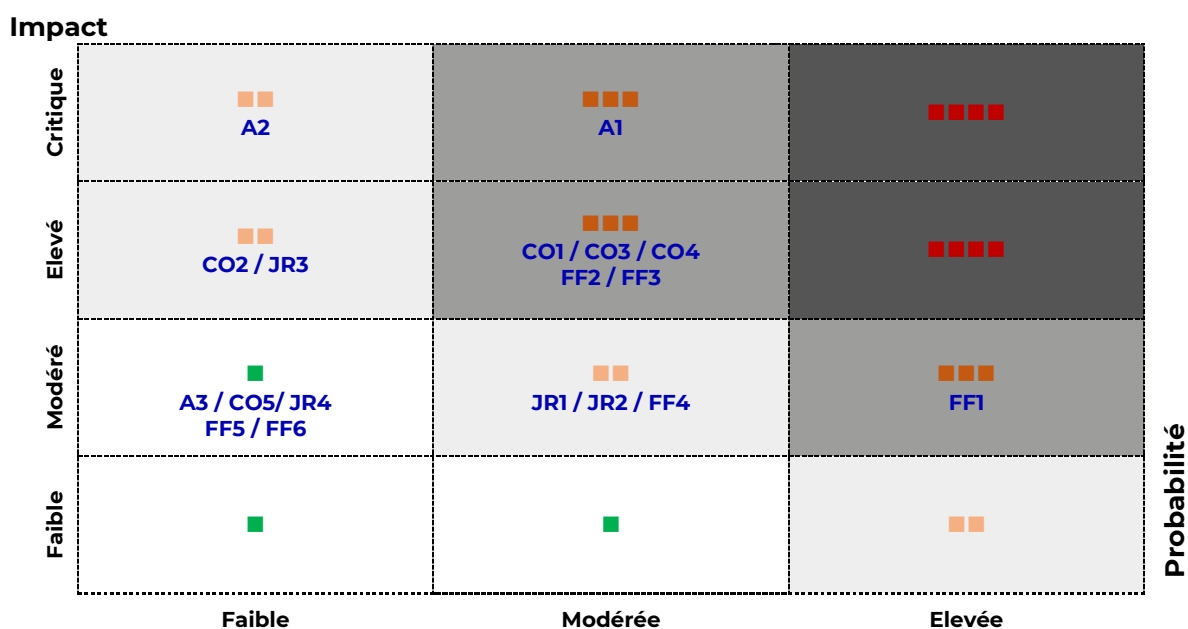 Impact
Critique
A2
A1
Elevé
CO2 / JR3
CO1 / CO3 / CO4
FF2 / FF3
Modéré
A3 / CO5/ JR4
FF5 / FF6
JR1 / JR2 / FF4
FF1
Faible
Probabilité
Faible
Modérée
Elevée